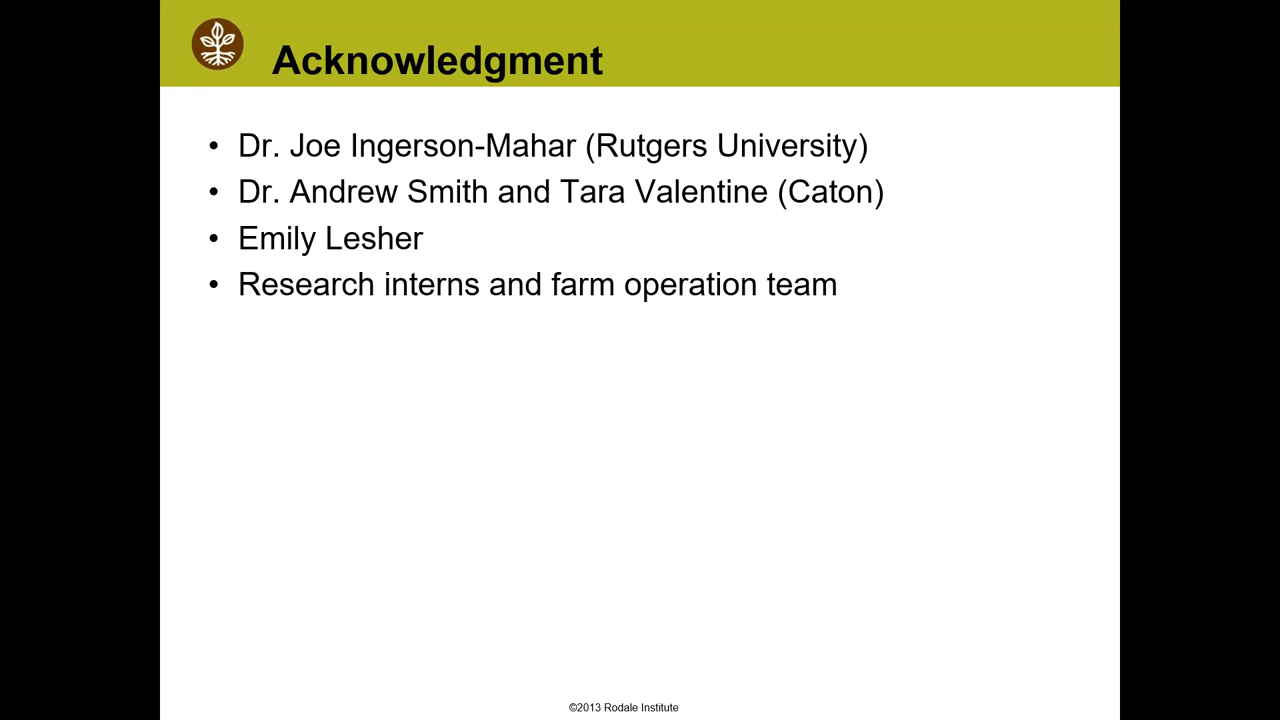 Acknowledgment
• Dr. Joe Ingerson-Mahar (Rutgers University)
• Dr. Andrew Smith and Tara Valentine (Caton)
• Emily Lesher
• Research interns and farm operation team
©2013 Rodale Institute